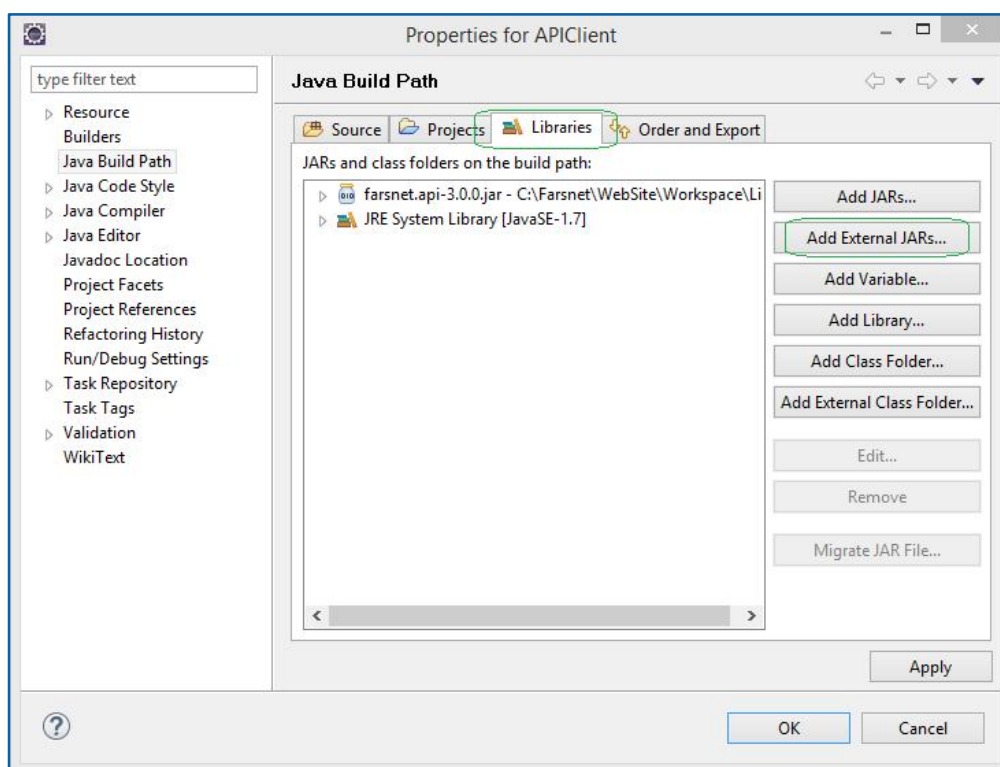 Properties for APIClient
type filter text
Resource
Builders
Java Build Path
Java Code Style
Java Compiler
Java Editor
Javadoc Location
Project Facets
Project References
Refactoring History
Run/Debug Settings
Task Repository
Task Tags
Validation
WikiText
Java Build Path
Source Projects Libraries Order and Export
JARs and class folders on the build path:
farsnet.api-3.0.0.jar - C:\Farsnet\WebSite\Workspace\Li
JRE System Library [JavaSE-1.7]
Add JARs...
Add External JARs...
Add Variable...
Add Library...
Add Class Folder...
Add External Class Folder...
Edit...
Remove
Migrate JAR File...
Apply
OK Cancel